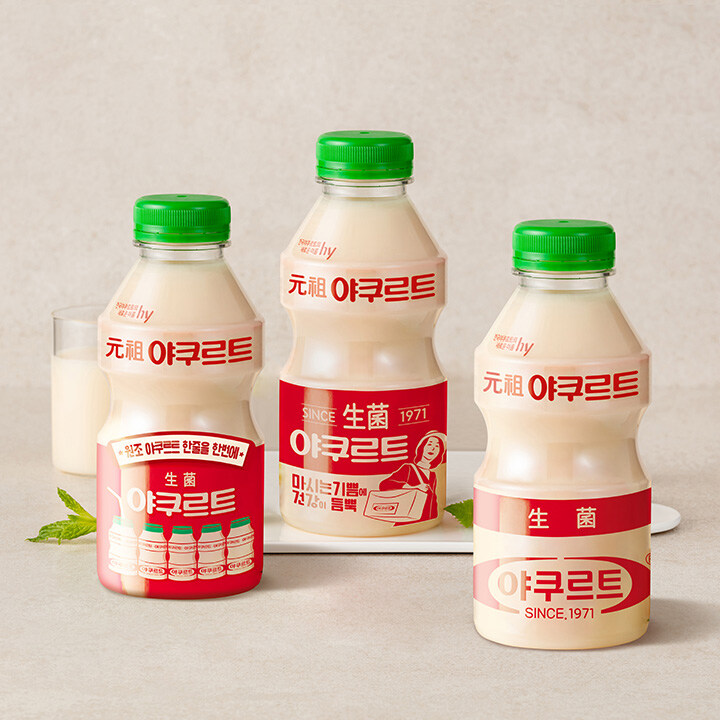 hy
元祖 야쿠르트
원조 야쿠르트 한줄을 한번에
生菌
야쿠르트
hy
元祖 야쿠르트
SINCE 生菌 1971
야쿠르트
마시는 기쁨에
건강이 듬뿍
hy
元祖 야쿠르트
生菌
야쿠르트
SINCE.1971